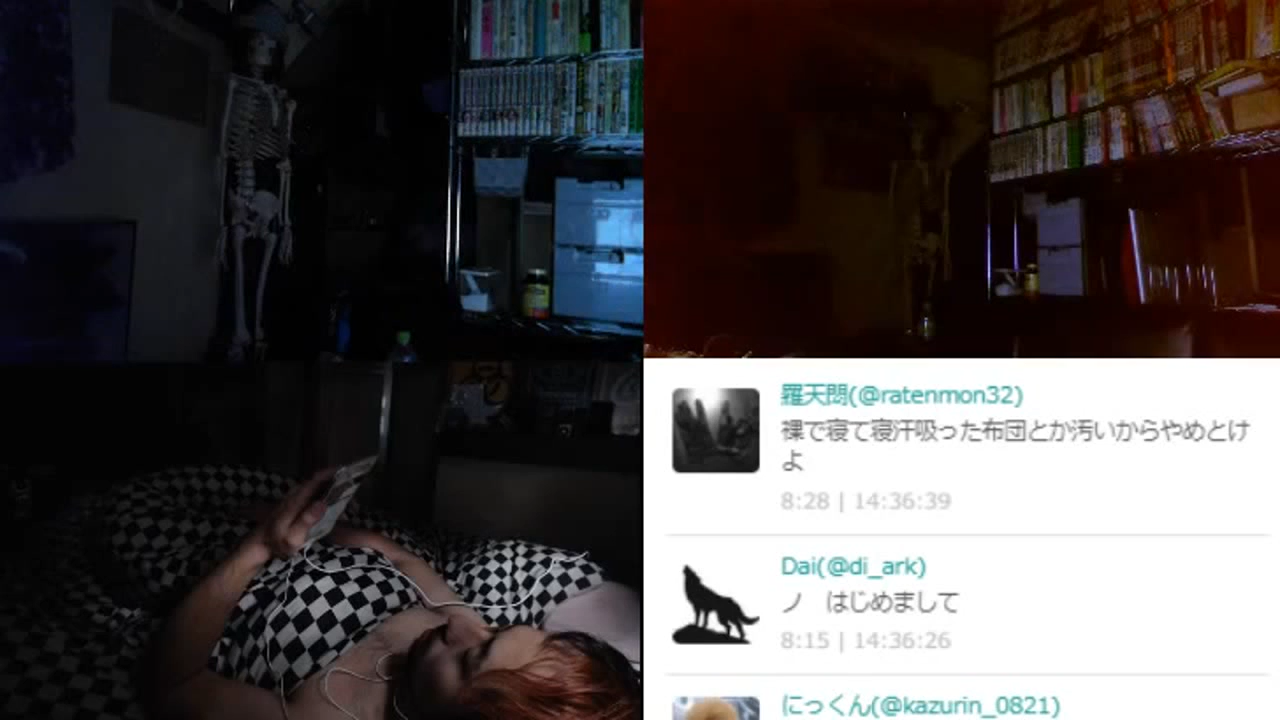 羅天悶(@ratenmon32)
裸で寝て寝汗吸った布団とか汚いからやめとけ
よ
8:28 | 14:36:39
Dai(@di_ark)
ノ　はじめまして
8:15 | 14:36:26
にっくん(@kazurin_0821)